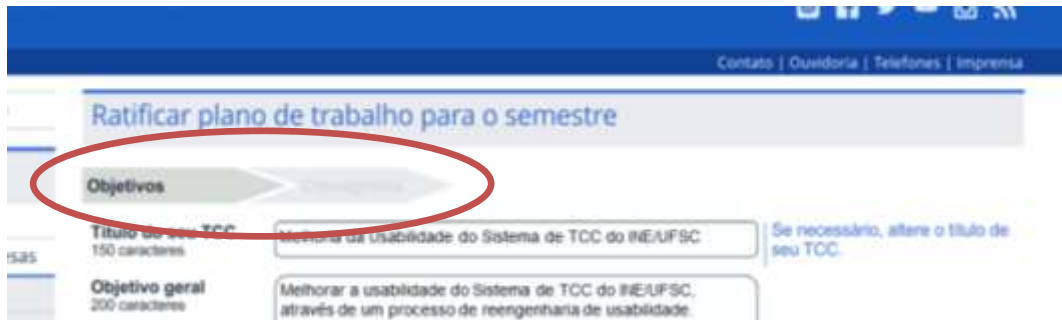 Contato | Ouvidoria | Telefones | Imprensa
Ratificar plano de trabalho para o semestre
Objetivos Cronograma
Título do seu TCC
150 caracteres
Melhoria da Usabilidade do Sistema de TCC do INE/UFSC
Se necessário, altere o título de
seu TCC.
Objetivo geral
200 caracteres
Melhorar a usabilidade do Sistema de TCC do INE/UFSC,
através de um processo de reengenharia de usabilidade.